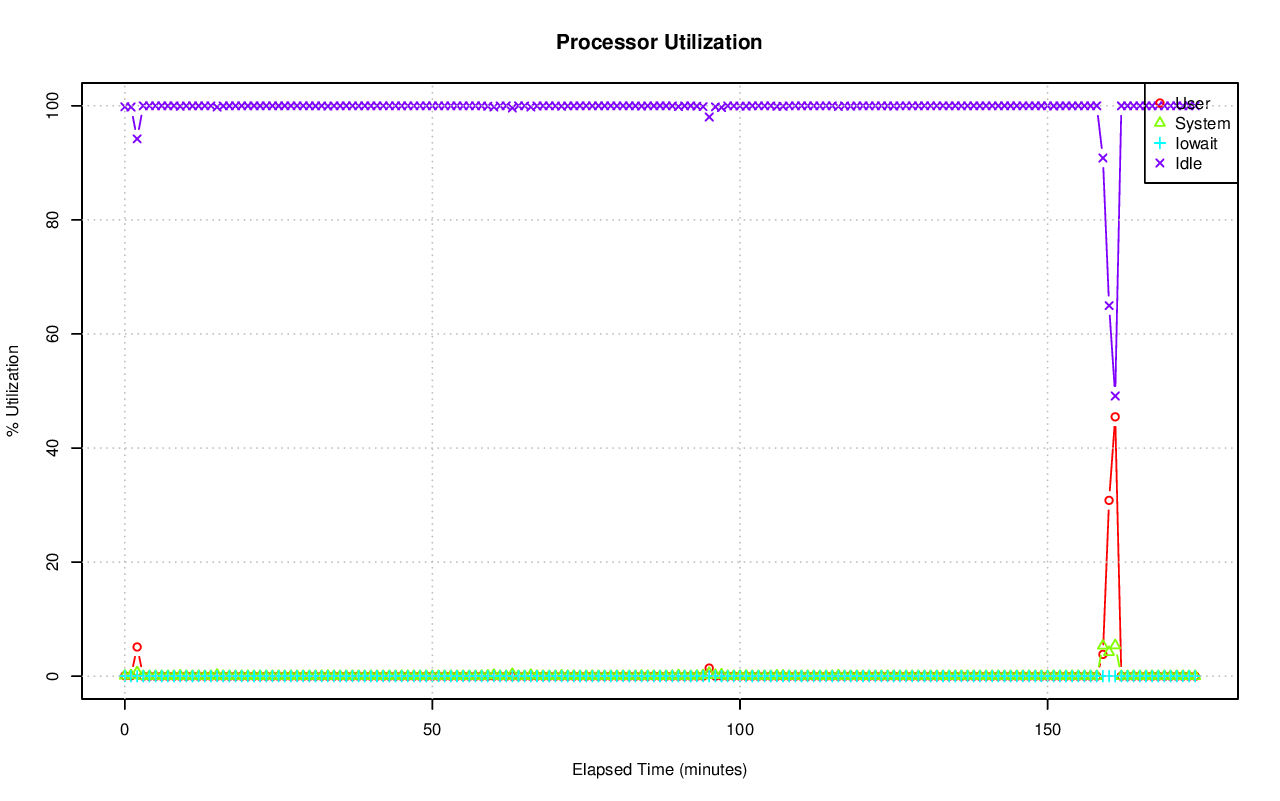 Processor Utilization
100
80
60
40
20
0
% Utilization
User
System
Iowait
Idle
0 50 100 150
Elapsed Time (minutes)